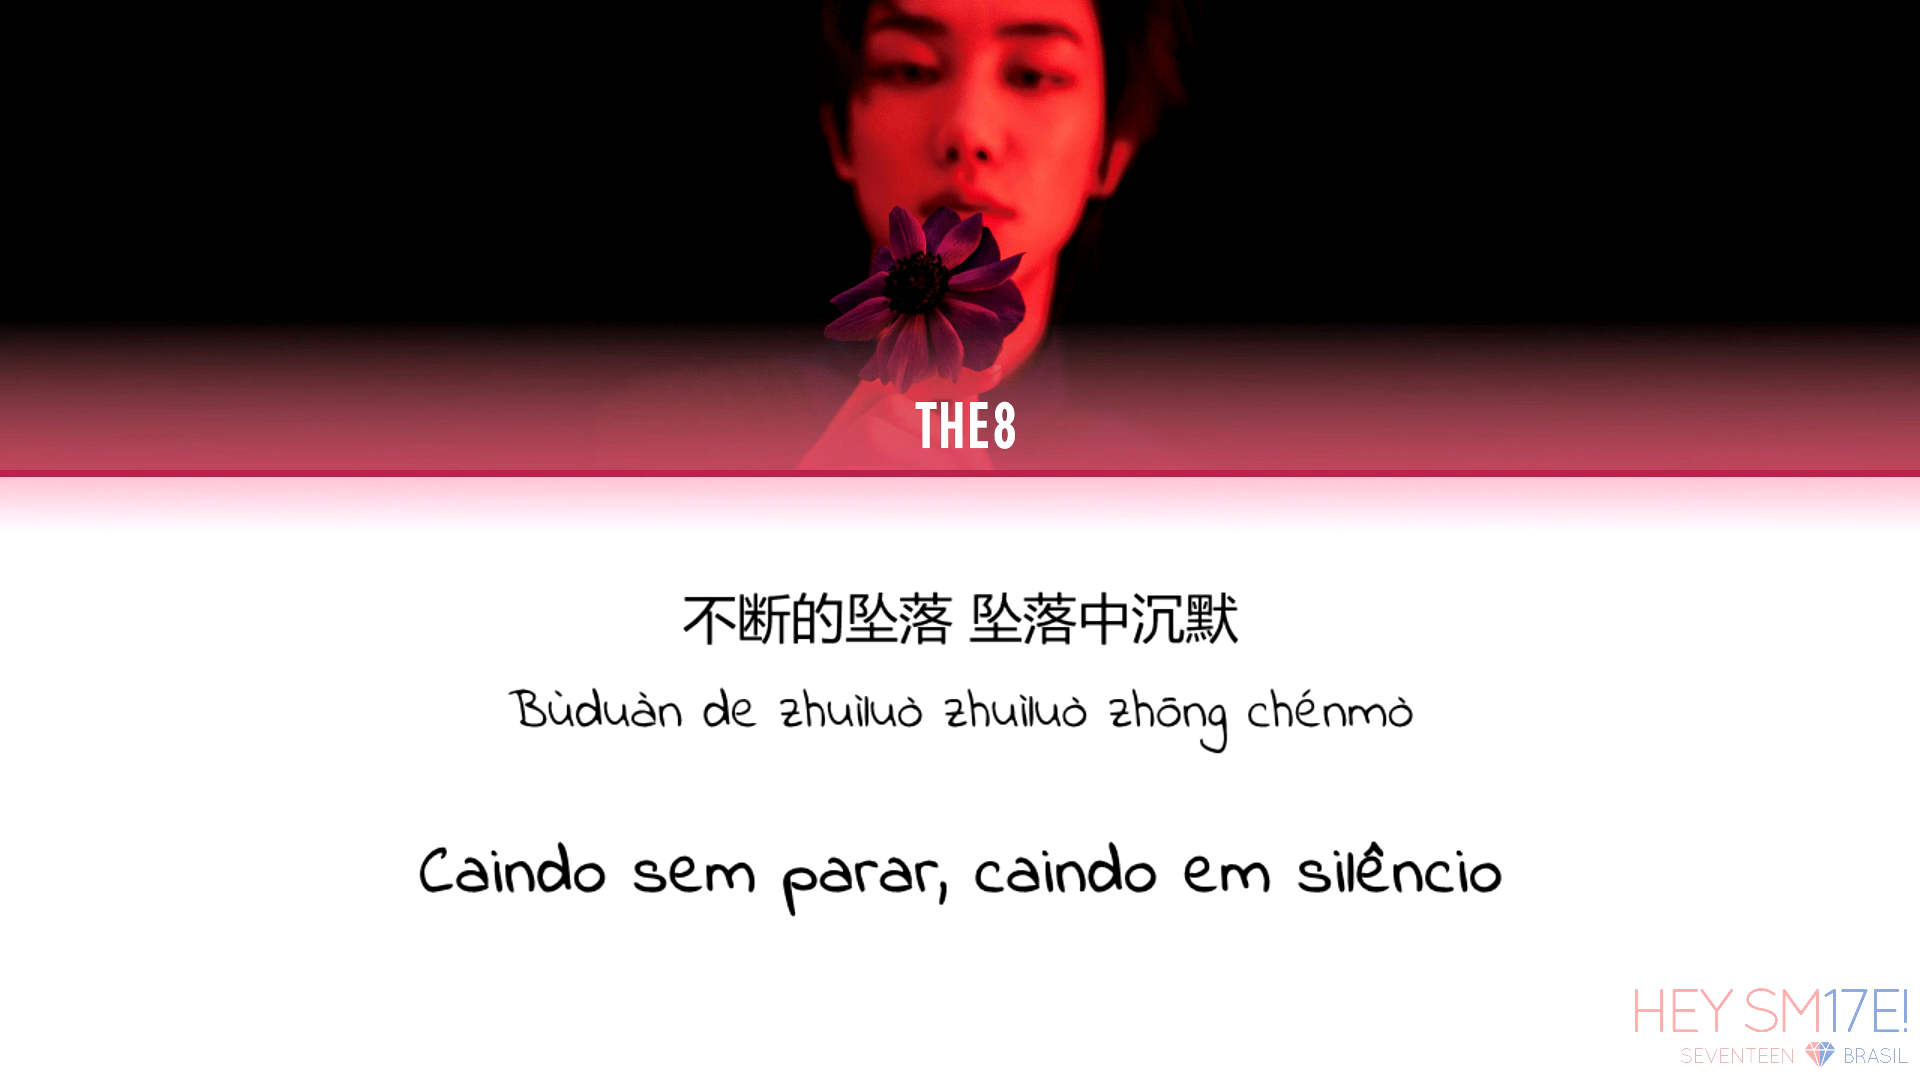 THE8
不断的坠落 坠落中沉默
Bùduàn de zhuìluò zhuìluò zhōng chénmò
Caindo sem parar, caindo em silêncio
HEY SM17E!
SEVENTEEN BRASIL